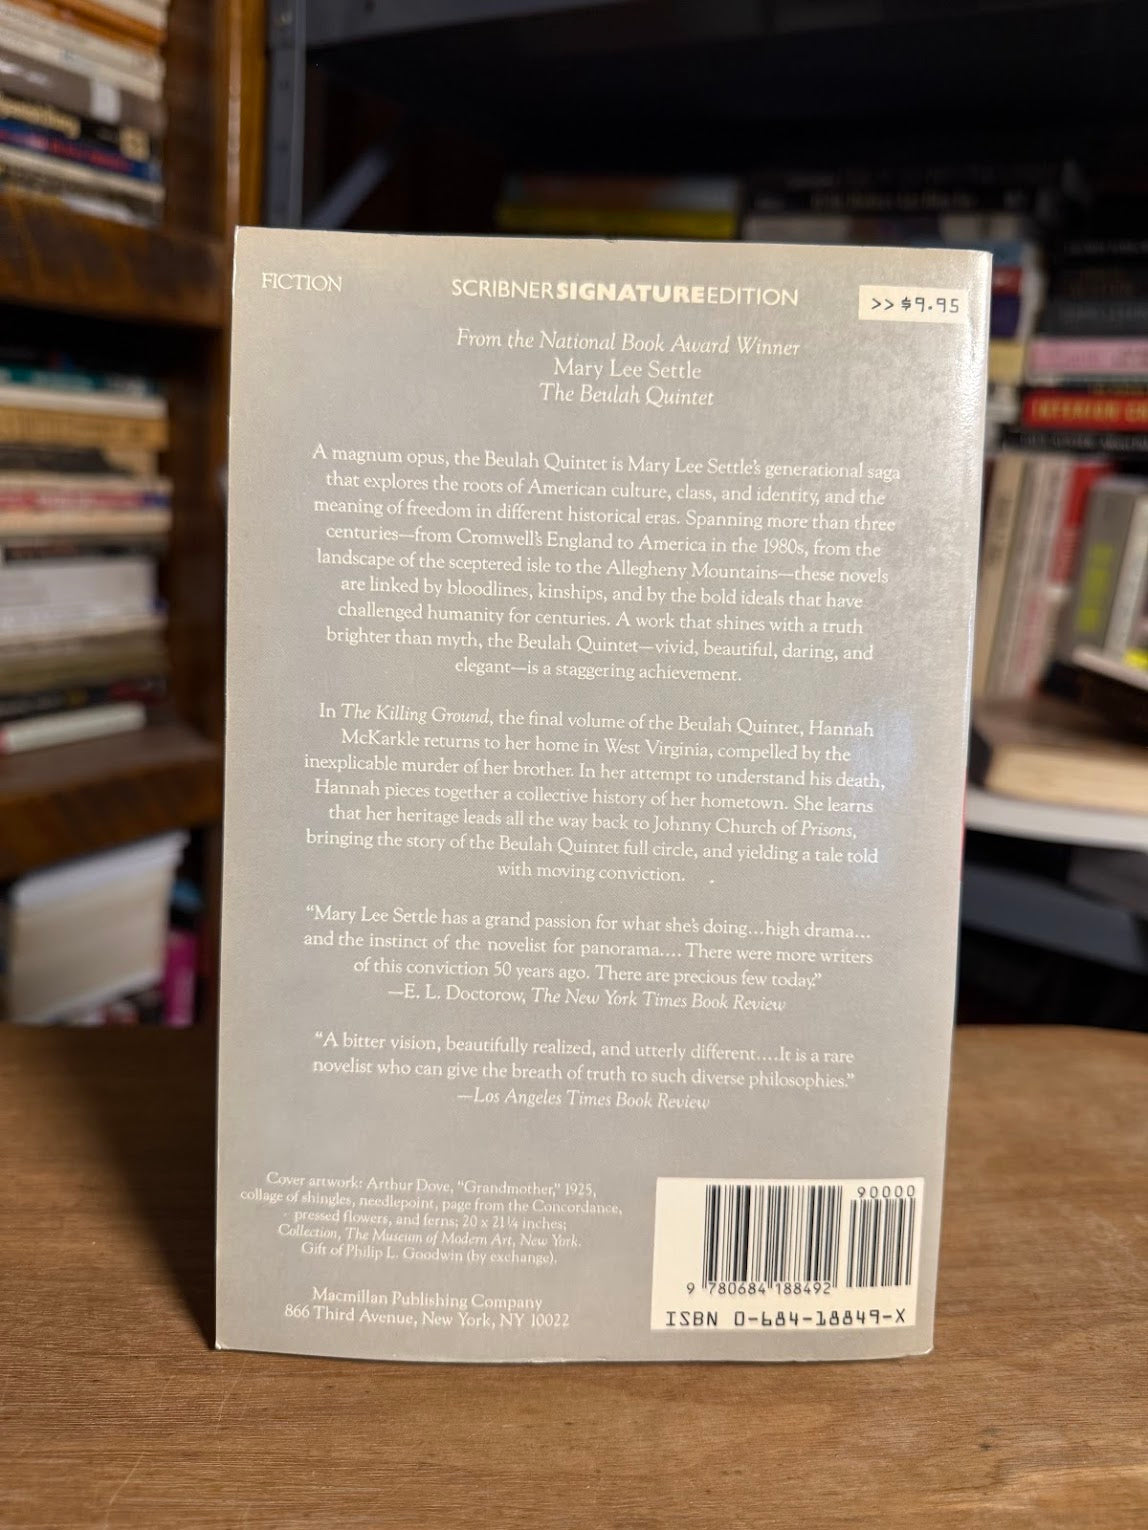 FICTION
SCRIBNERSIGNATUREEDITION
>> $9.95
From the National Book Award Winner
Mary Lee Settle
The Beulah Quintet
A magnum opus, the Beulah Quintet is Mary Lee Settle's generational saga
that explores the roots of American culture, class, and identity, and the
meaning of freedom in different historical eras. Spanning more than three
centuries—from Cromwell's England to America in the 1980s, from the
landscape of the sceptered isle to the Allegheny Mountains—these novels
are linked by bloodlines, kinships, and by the bold ideals that have
challenged humanity for centuries. A work that shines with a truth
brighter than myth, the Beulah Quintet—vivid, beautiful, daring, and
elegant—is a staggering achievement.
In The Killing Ground, the final volume of the Beulah Quintet, Hannah
McKarkle returns to her home in West Virginia, compelled by the
inexplicable murder of her brother. In her attempt to understand his death,
Hannah pieces together a collective history of her hometown. She learns
that her heritage leads all the way back to Johnny Church of Prisons,
bringing the story of the Beulah Quintet full circle, and yielding a tale told
with moving conviction.
“Mary Lee Settle has a grand passion for what she's doing...high drama...
and the instinct of the novelist for panorama.... There were more writers
of this conviction 50 years ago. There are precious few today.”
—E. L. Doctorow, The New York Times Book Review
“A bitter vision, beautifully realized, and utterly different....It is a rare
novelist who can give the breath of truth to such diverse philosophies.”
—Los Angeles Times Book Review
Cover artwork: Arthur Dove, “Grandmother,” 1925,
collage of shingles, needlepoint, page from the Concordance,
pressed flowers, and ferns; 20 x 21¼ inches;
Collection, The Museum of Modern Art, New York.
Gift of Philip L. Goodwin (by exchange).
Macmillan Publishing Company
866 Third Avenue, New York, NY 10022
90000
9 780684 188492
ISBN 0-684-18849-X